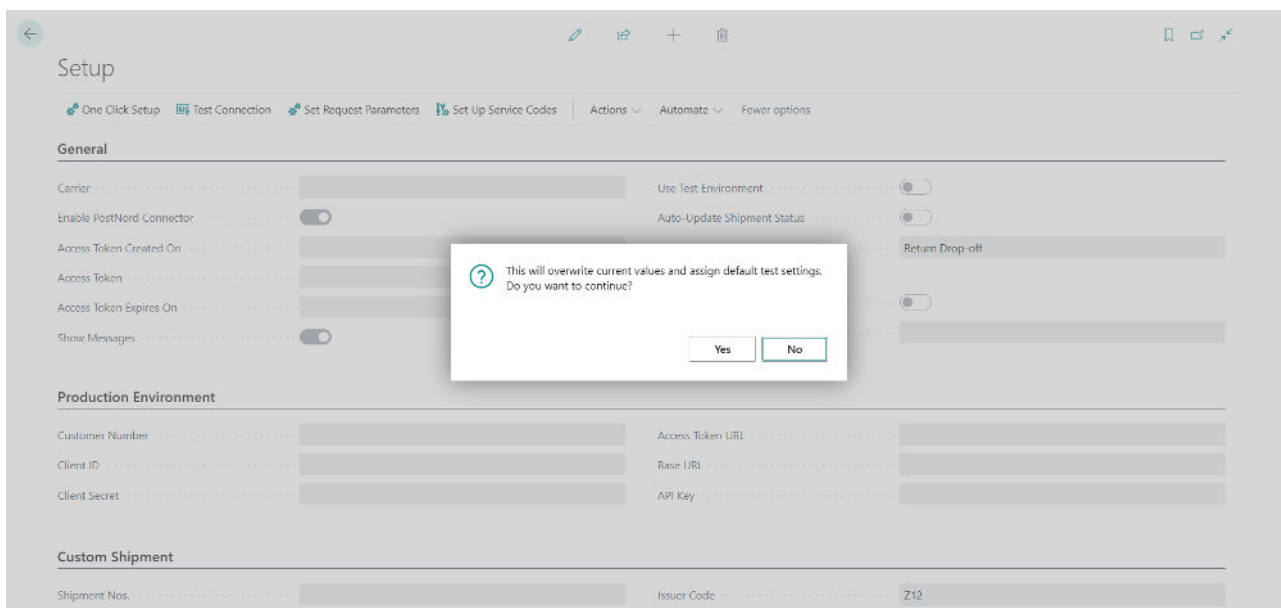 Setup
One Click Setup Test Connection Set Request Parameters Set Up Service Codes Actions Automate Fewer options
General
Carrier Use Test Environment
Enable PostNord Connector Auto-Update Shipment Status
Access Token Created On Return Drop-off
This will overwrite current values and assign default test settings.
Access Token
Do you want to continue?
Access Token Expires On
Show Messages
Yes No
Production Environment
Customer Number Access Token URL
Client ID Base URL
Client Secret API Key
Custom Shipment
Shipment Nos. Issuer Code Z12